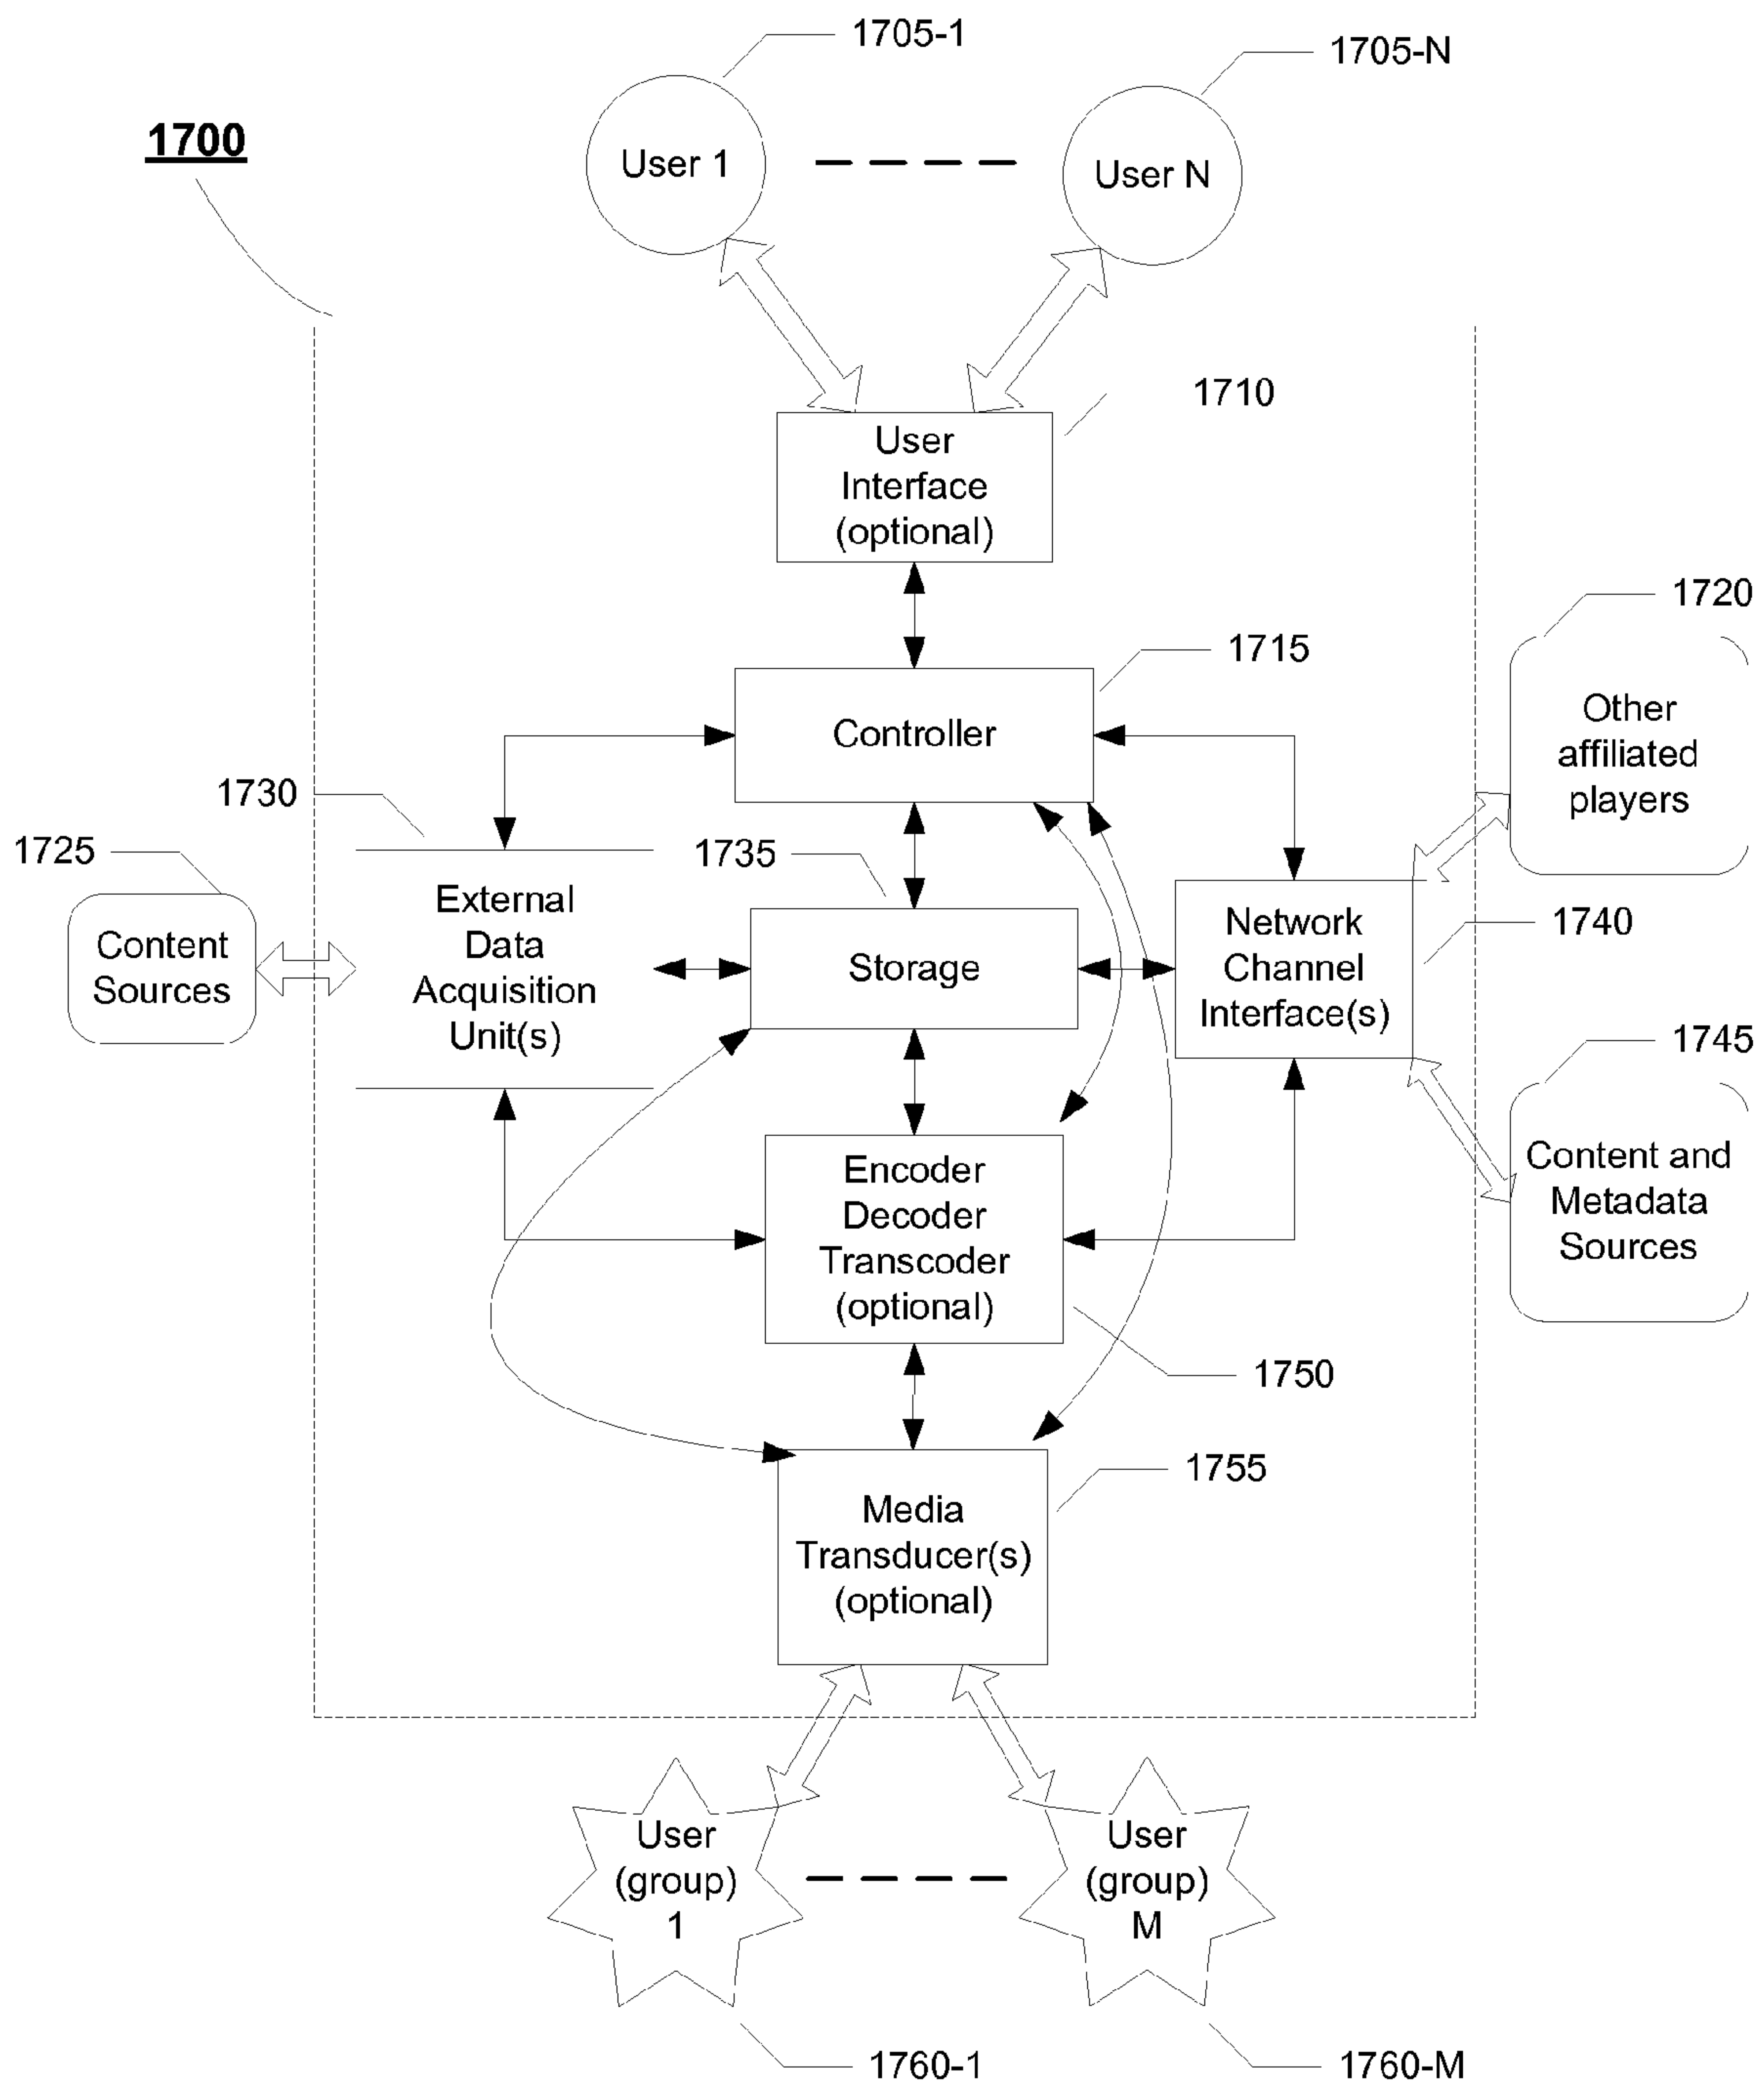 1705-1
1705-N
1700
User 1
User N
1710
User
Interface
(optional)
1720
1715
Controller
Other
affiliated
players
1730
1725
1735
External
Data
Acquisition
Unit(s)
Content
Sources
Storage
Network
Channel
Interface(s)
1740
1745
Encoder
Decoder
Transcoder
(optional)
Content and
Metadata
Sources
1750
1755
Media
Transducer(s)
(optional)
User
(group)
1
User
(group)
M
1760-1
1760-M